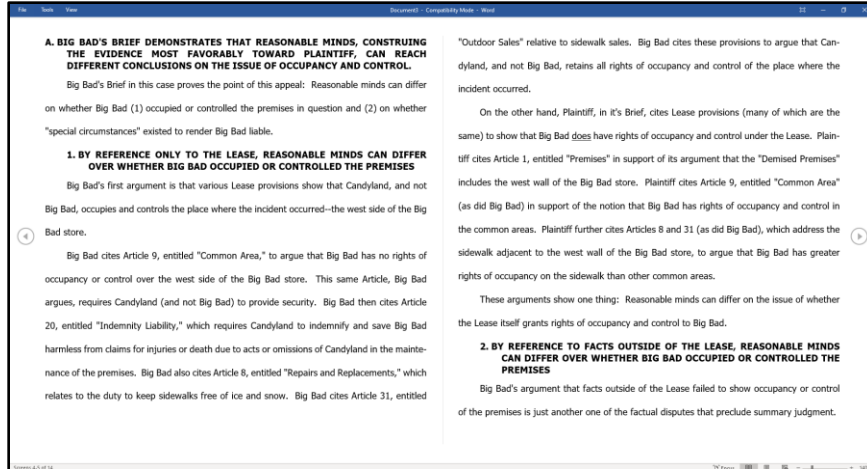 File Tools View
Document5 - Compatibility Mode - Word
A. BIG BAD'S BRIEF DEMONSTRATES THAT REASONABLE MINDS, CONSTRUING
THE EVIDENCE MOST FAVORABLY TOWARD PLAINTIFF, CAN REACH
DIFFERENT CONCLUSIONS ON THE ISSUE OF OCCUPANCY AND CONTROL.
Big Bad's Brief in this case proves the point of this appeal: Reasonable minds can differ
on whether Big Bad (1) occupied or controlled the premises in question and (2) on whether
"special circumstances" existed to render Big Bad liable.
1. BY REFERENCE ONLY TO THE LEASE, REASONABLE MINDS CAN DIFFER
OVER WHETHER BIG BAD OCCUPIED OR CONTROLLED THE PREMISES
Big Bad's first argument is that various Lease provisions show that Candyland, and not
Big Bad, occupies and controls the place where the incident occurred--the west side of the Big
Bad store.
Big Bad cites Article 9, entitled "Common Area," to argue that Big Bad has no rights of
occupancy or control over the west side of the Big Bad store. This same Article, Big Bad
argues, requires Candyland (and not Big Bad) to provide security. Big Bad then cites Article
20, entitled "Indemnity Liability," which requires Candyland to indemnify and save Big Bad
harmless from claims for injuries or death due to acts or omissions of Candyland in the mainte-
nance of the premises. Big Bad also cites Article 8, entitled "Repairs and Replacements," which
relates to the duty to keep sidewalks free of ice and snow. Big Bad cites Article 31, entitled
"Outdoor Sales" relative to sidewalk sales. Big Bad cites these provisions to argue that Can-
dyland, and not Big Bad, retains all rights of occupancy and control of the place where the
incident occurred.
On the other hand, Plaintiff, in it's Brief, cites Lease provisions (many of which are the
same) to show that Big Bad does have rights of occupancy and control under the Lease. Plain-
tiff cites Article 1, entitled "Premises" in support of its argument that the "Demised Premises"
includes the west wall of the Big Bad store. Plaintiff cites Article 9, entitled "Common Area"
(as did Big Bad) in support of the notion that Big Bad has rights of occupancy and control in
the common areas. Plaintiff further cites Articles 8 and 31 (as did Big Bad), which address the
sidewalk adjacent to the west wall of the Big Bad store, to argue that Big Bad has greater
rights of occupancy on the sidewalk than other common areas.
These arguments show one thing: Reasonable minds can differ on the issue of whether
the Lease itself grants rights of occupancy and control to Big Bad.
2. BY REFERENCE TO FACTS OUTSIDE OF THE LEASE, REASONABLE MINDS
CAN DIFFER OVER WHETHER BIG BAD OCCUPIED OR CONTROLLED THE
PREMISES
Big Bad's argument that facts outside of the Lease failed to show occupancy or control
of the premises is just another one of the factual disputes that preclude summary judgment.
Screens 4-5 of 14
Focus